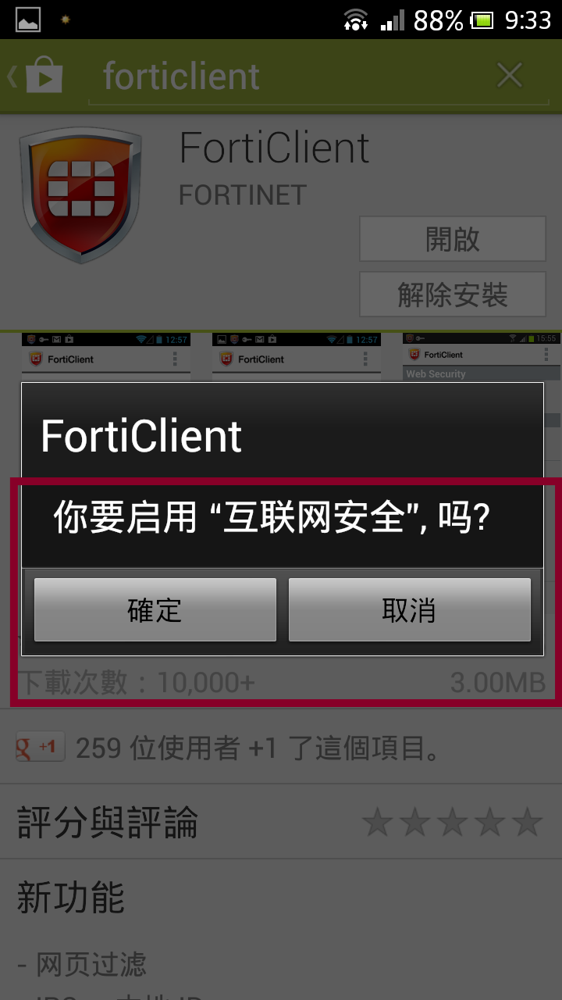 88% 9:33
forticlient
FortiClient
FORTINET
開啟
解除安裝
12:57 12:57 15:55
FortiClient FortiClient FortiClient
Web Security
FortiClient
你要启用 “互联网安全”, 吗?
確定 取消
下載次數：10,000+ 3.00MB
g +1 259 位使用者 +1 了這個項目。
評分與評論
新功能
- 网页过滤